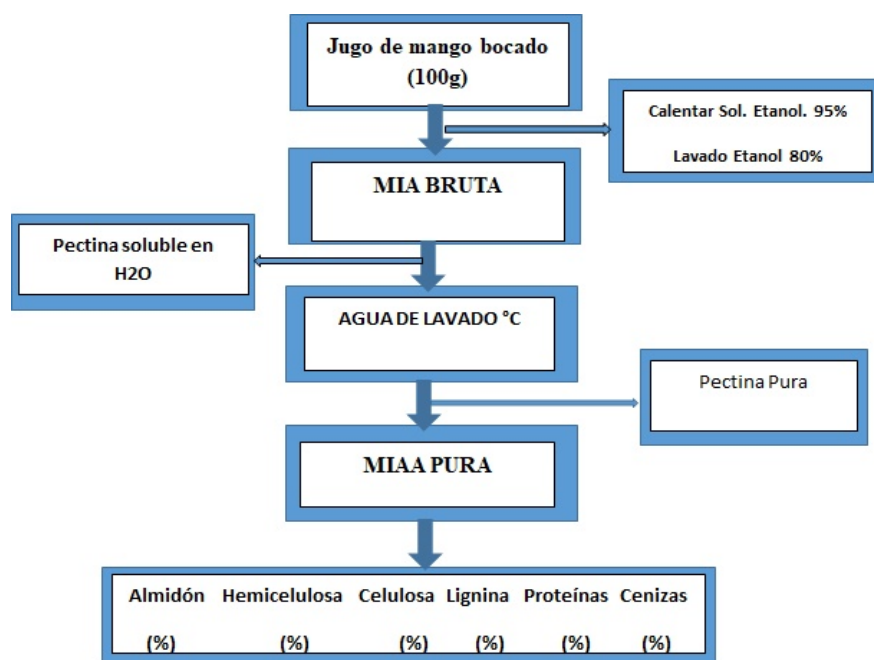 Jugo de mango bocado
(100g)
Calentar Sol. Etanol. 95%
Lavado Etanol 80%
MIA BRUTA
Pectina soluble en
H2O
AGUA DE LAVADO °C
Pectina Pura
MIAA PURA
Almidón Hemicelulosa Celulosa Lignina Proteínas Cenizas
(%) (%) (%) (%) (%) (%)